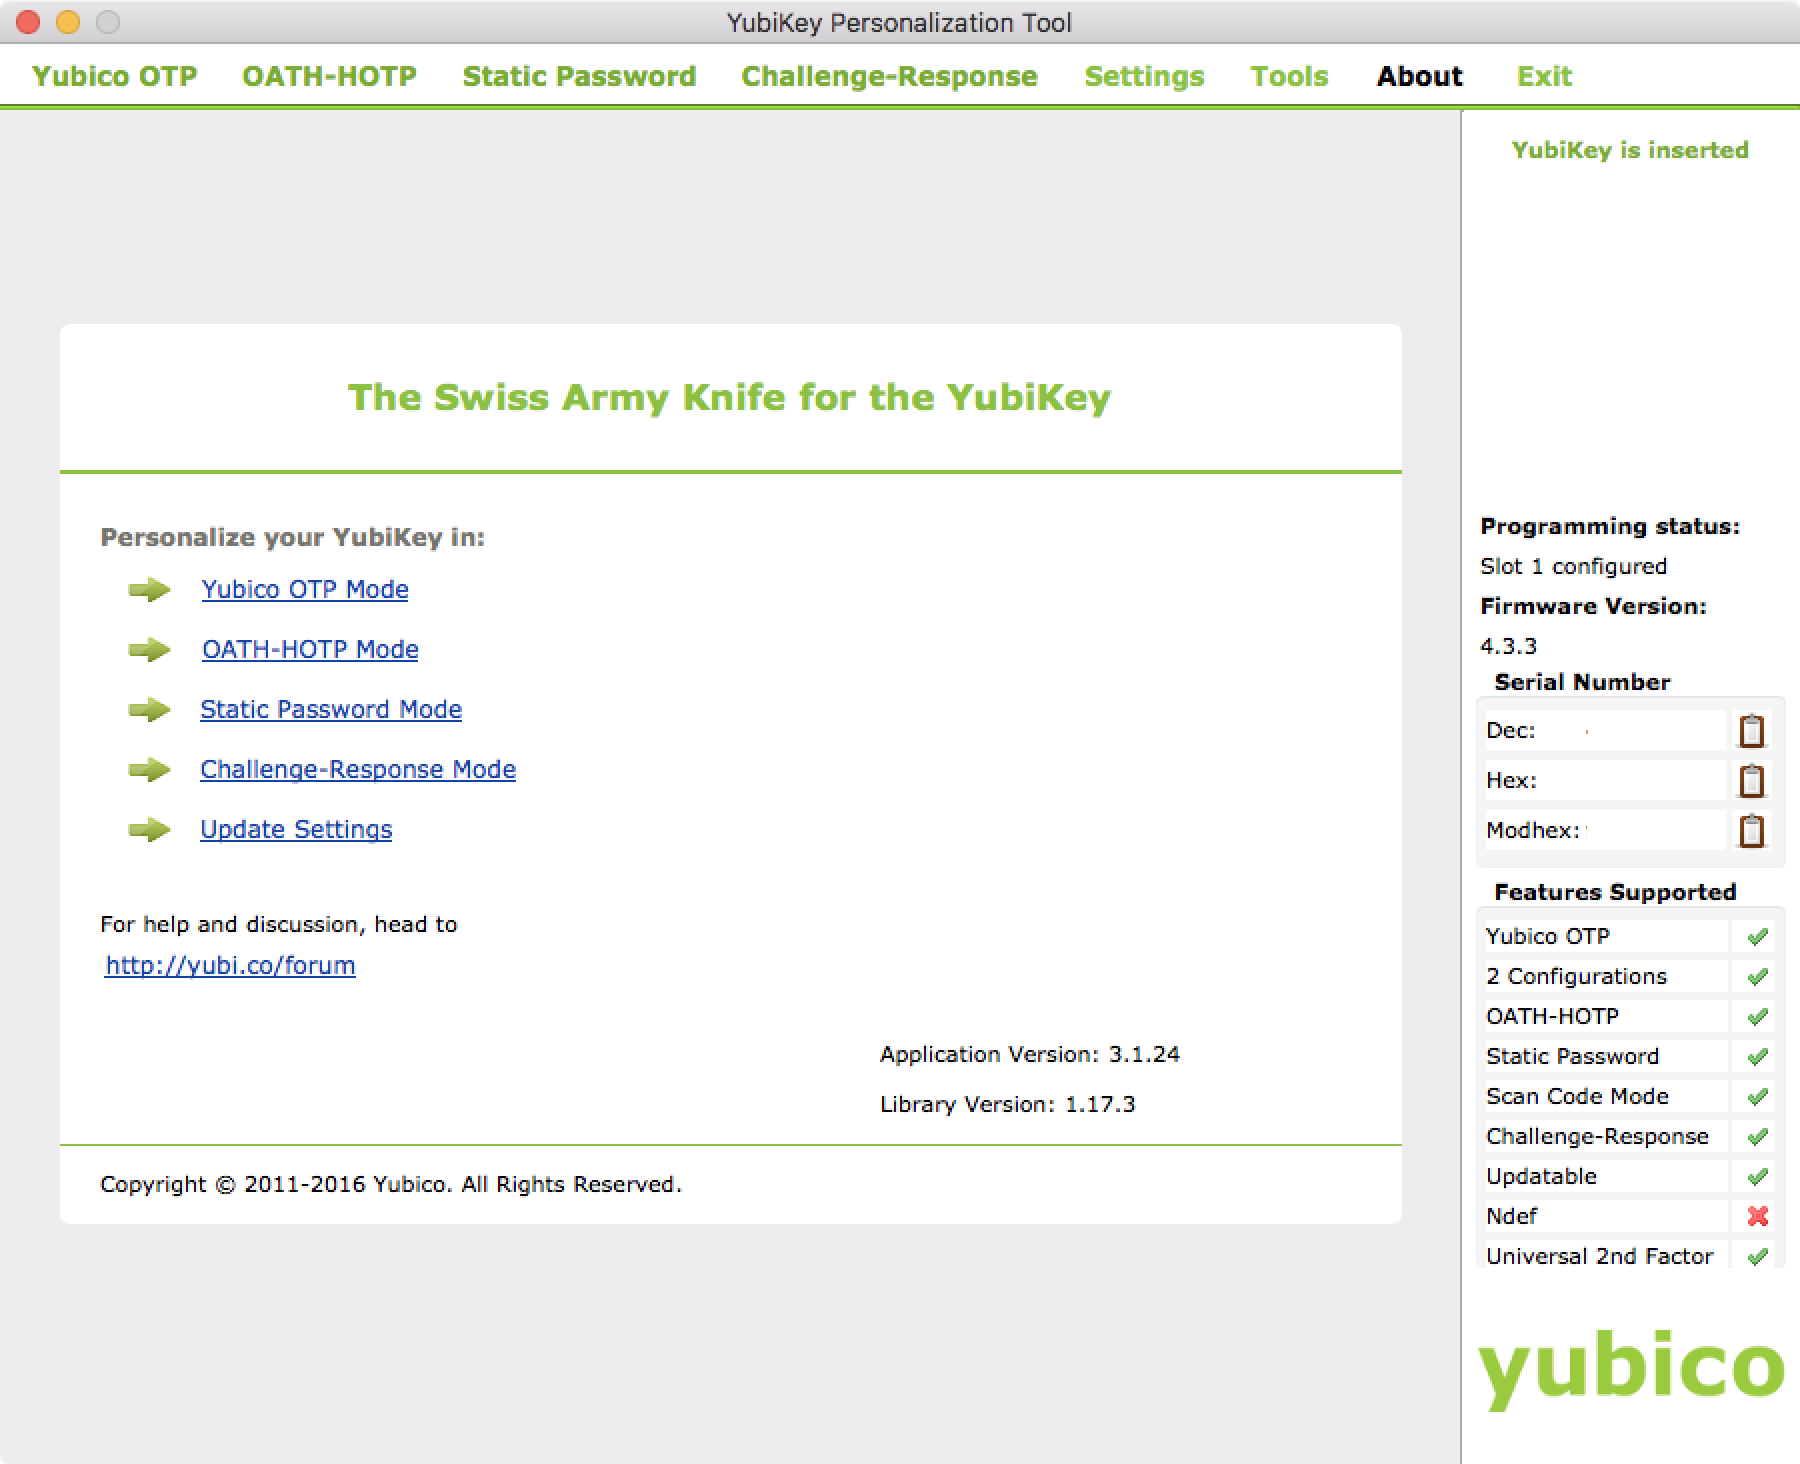 YubiKey Personalization Tool
Yubico OTP OATH-HOTP Static Password Challenge-Response Settings Tools About Exit
YubiKey is inserted
The Swiss Army Knife for the YubiKey
Personalize your YubiKey in:
Yubico OTP Mode
OATH-HOTP Mode
Static Password Mode
Challenge-Response Mode
Update Settings
For help and discussion, head to
http://yubi.co/forum
Application Version: 3.1.24
Library Version: 1.17.3
Copyright © 2011-2016 Yubico. All Rights Reserved.
Programming status:
Slot 1 configured
Firmware Version:
4.3.3
Serial Number
Dec:
Hex:
Modhex:
Features Supported
Yubico OTP
2 Configurations
OATH-HOTP
Static Password
Scan Code Mode
Challenge-Response
Updatable
Ndef
Universal 2nd Factor
yubico